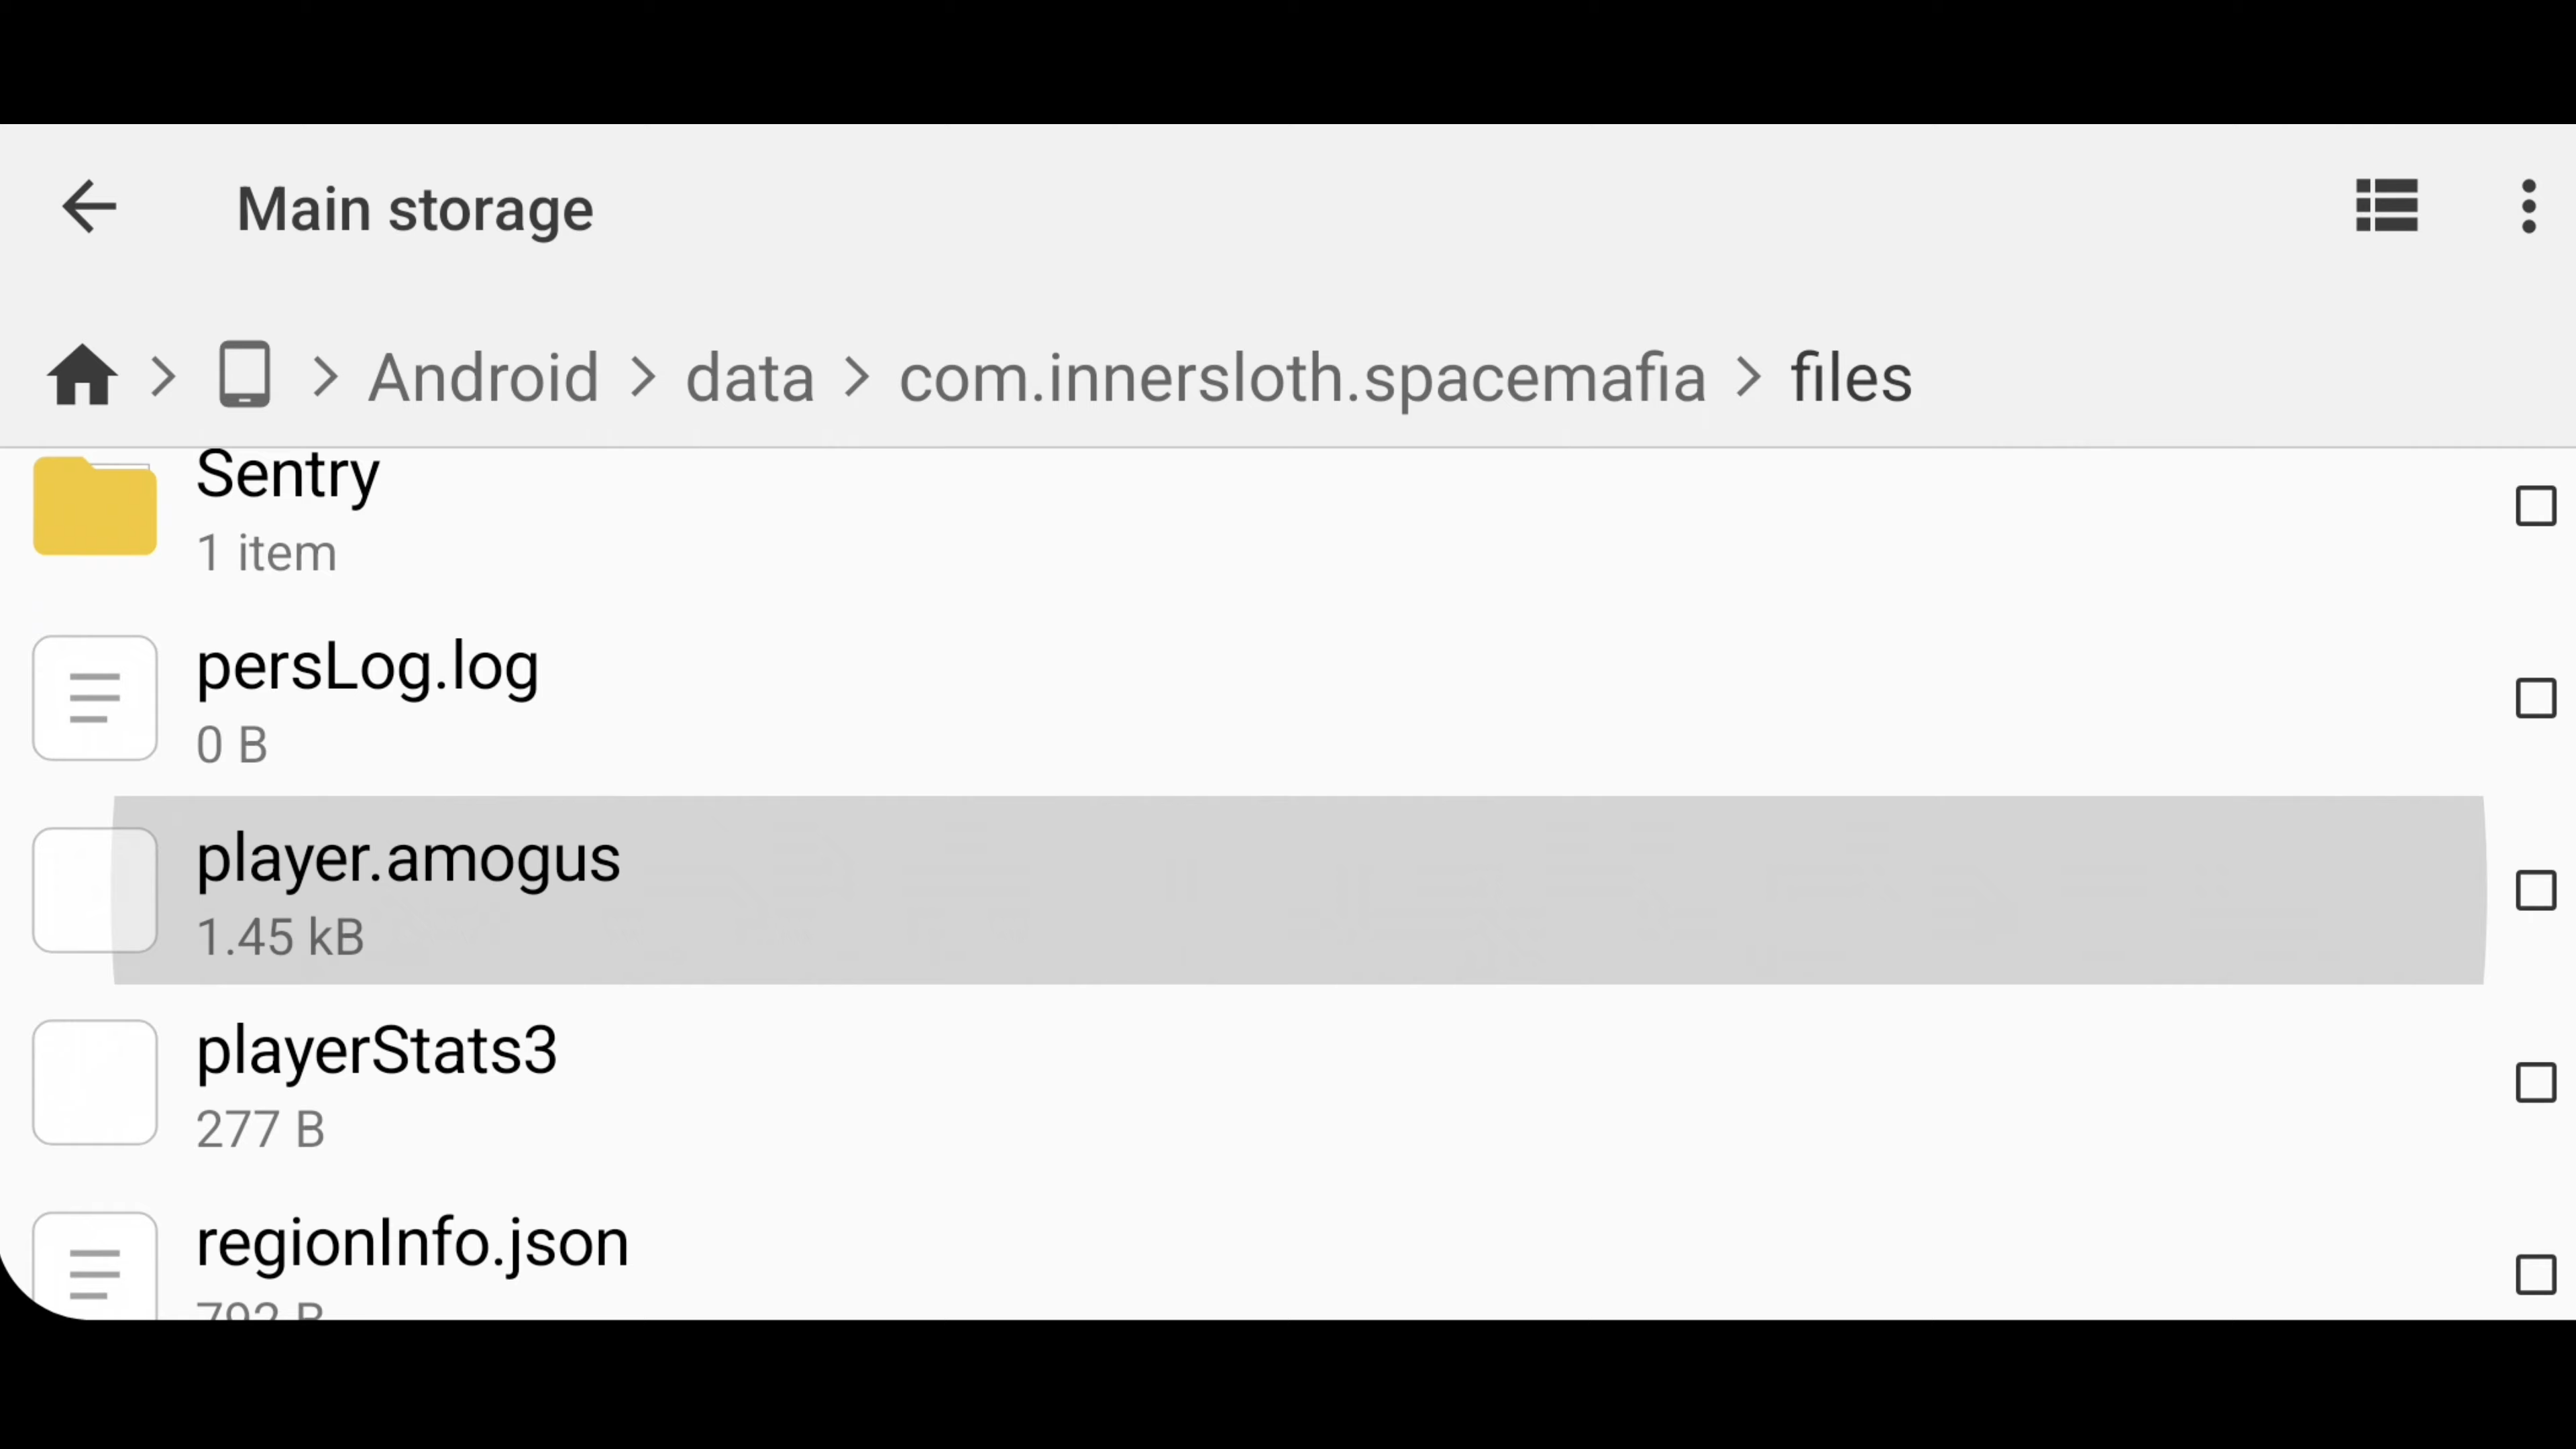 Main storage
Android > data > com.innersloth.spacemafia > files
Sentry
1 item
persLog.log
0 B
player.amogus
1.45 kB
playerStats3
277 B
regionInfo.json
792 B